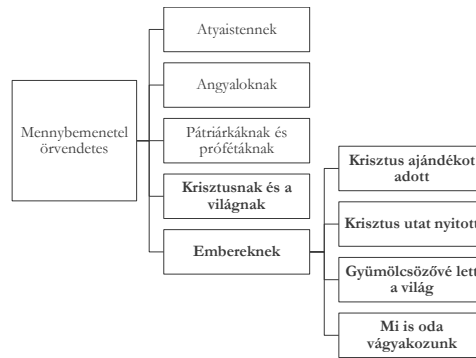 Mennybemenetel
örvendetes
Atyaistennek
Angyaloknak
Pátriárkáknak és
prófétáknak
Krisztusnak és a
világnak
Embereknek
Krisztus ajándékot
adott
Krisztus utat nyitott
Gyümölcsözővé lett
a világ
Mi is oda
vágyakozunk